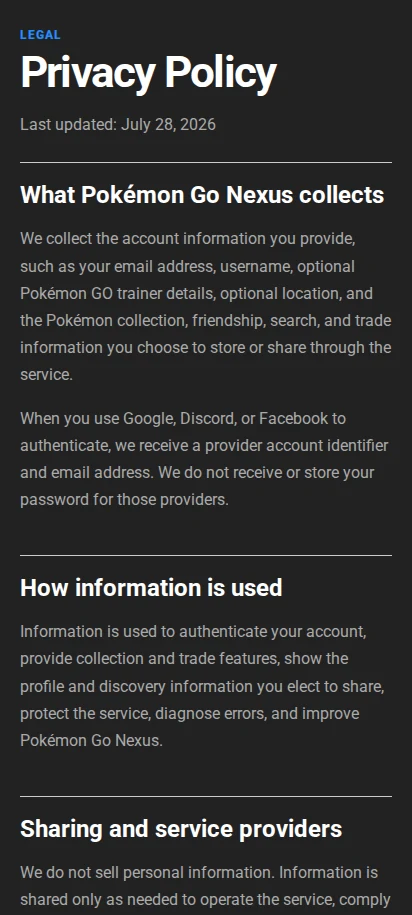 LEGAL
Privacy Policy
Last updated: July 28, 2026
What Pokémon Go Nexus collects
We collect the account information you provide,
such as your email address, username, optional
Pokémon GO trainer details, optional location, and
the Pokémon collection, friendship, search, and trade
information you choose to store or share through the
service.
When you use Google, Discord, or Facebook to
authenticate, we receive a provider account identifier
and email address. We do not receive or store your
password for those providers.
How information is used
Information is used to authenticate your account,
provide collection and trade features, show the
profile and discovery information you elect to share,
protect the service, diagnose errors, and improve
Pokémon Go Nexus.
Sharing and service providers
We do not sell personal information. Information is
shared only as needed to operate the service, comply